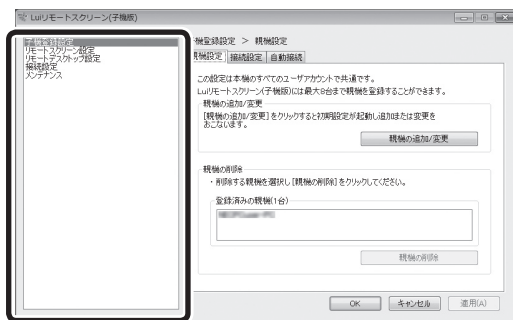 Luiリモートスクリーン(子機版)
子機登録設定
リモートスクリーン設定
リモートデスクトップ設定
接続設定
メンテナンス
機登録設定 > 親機設定
親機設定 接続設定 自動接続
この設定は本機のすべてのユーザアカウントで共通です。
Luiリモートスクリーン(子機版)には最大8台まで親機を登録することができます。
親機の追加/変更
[親機の追加/変更]をクリックすると初期設定が起動し追加または変更を
おこないます。
親機の追加/変更
親機の削除
・削除する親機を選択し[親機の削除]をクリックしてください。
登録済みの親機(1台)
親機の削除
OK キャンセル 適用(A)